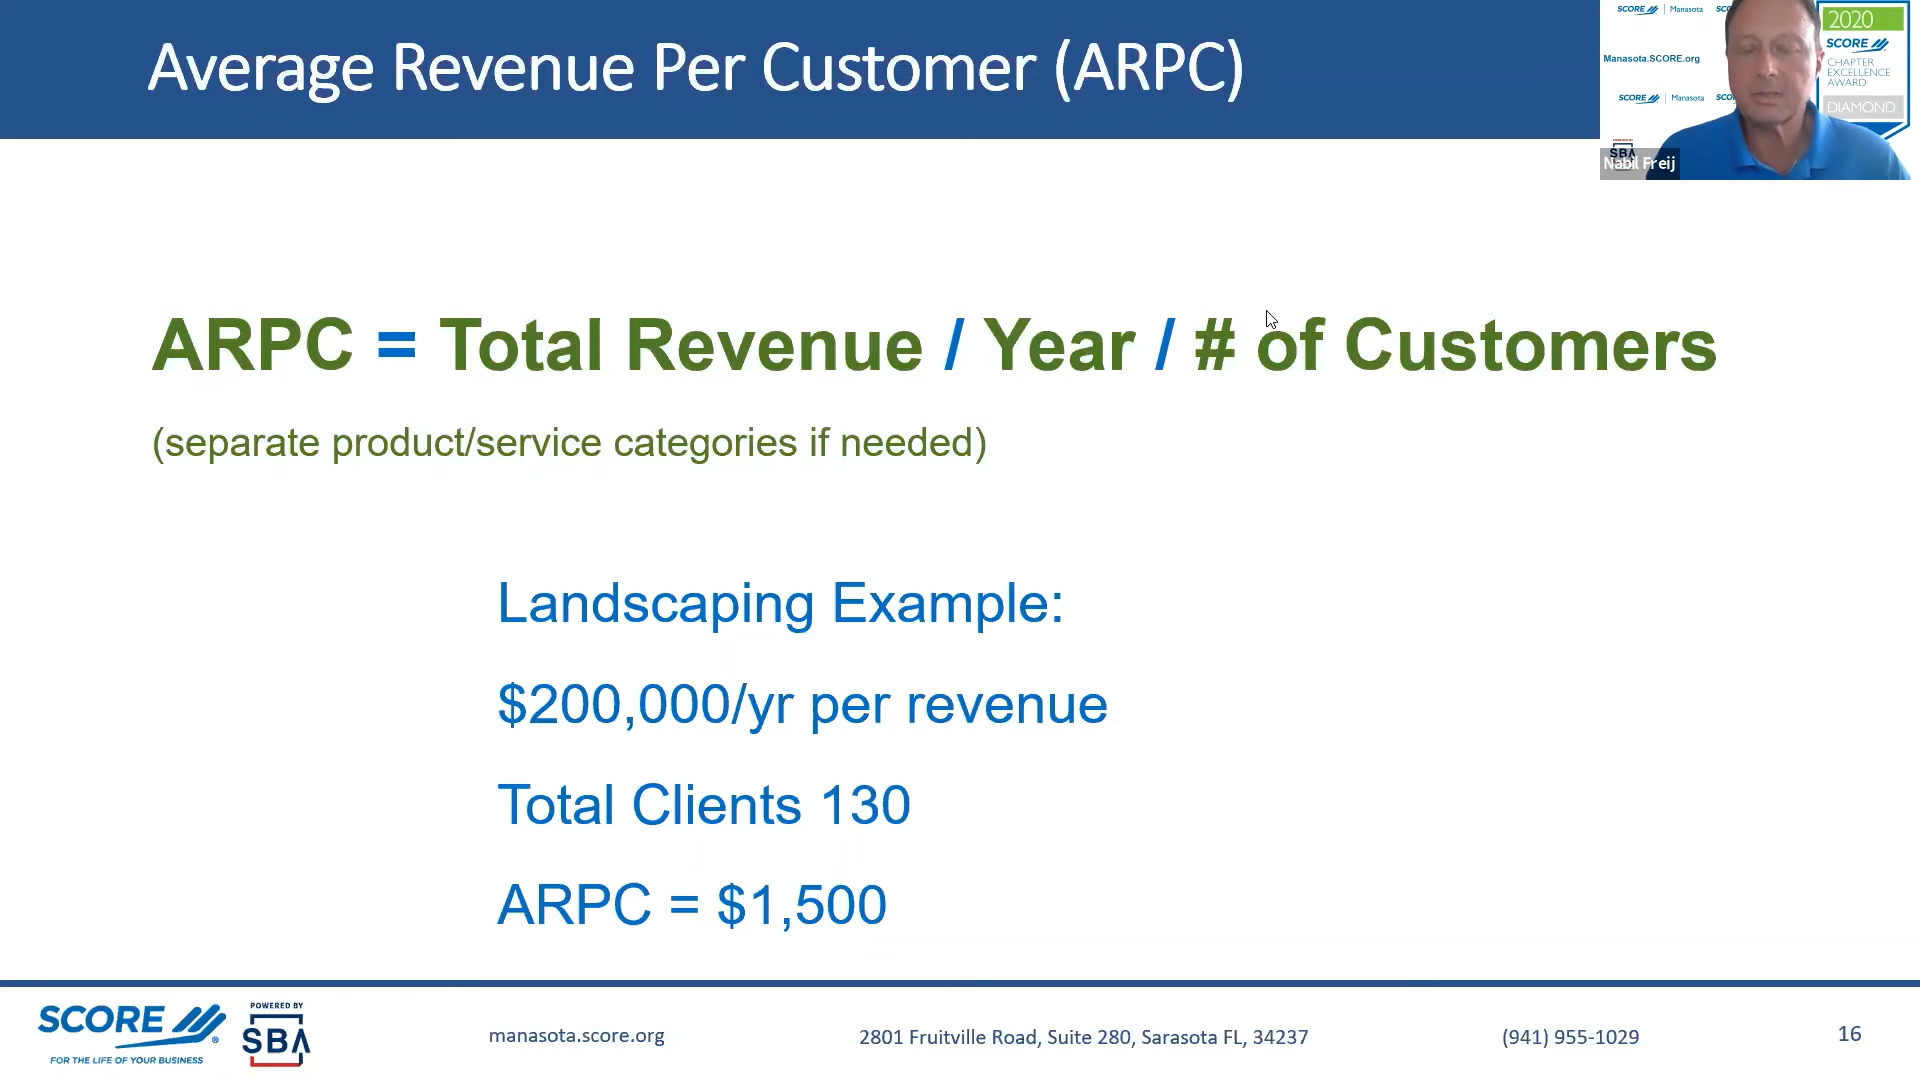 Average Revenue Per Customer (ARPC)
SCORE | Manasota
Manasota.SCORE.org
SCORE | Manasota
2020
SCORE
CHAPTER
EXCELLENCE
AWARD
DIAMOND
SBA
Nabil Freij
ARPC = Total Revenue / Year / # of Customers
(separate product/service categories if needed)
Landscaping Example:
$200,000/yr per revenue
Total Clients 130
ARPC = $1,500
SCORE
FOR THE LIFE OF YOUR BUSINESS
POWERED BY
SBA
manasota.score.org
2801 Fruitville Road, Suite 280, Sarasota FL, 34237
(941) 955-1029
16